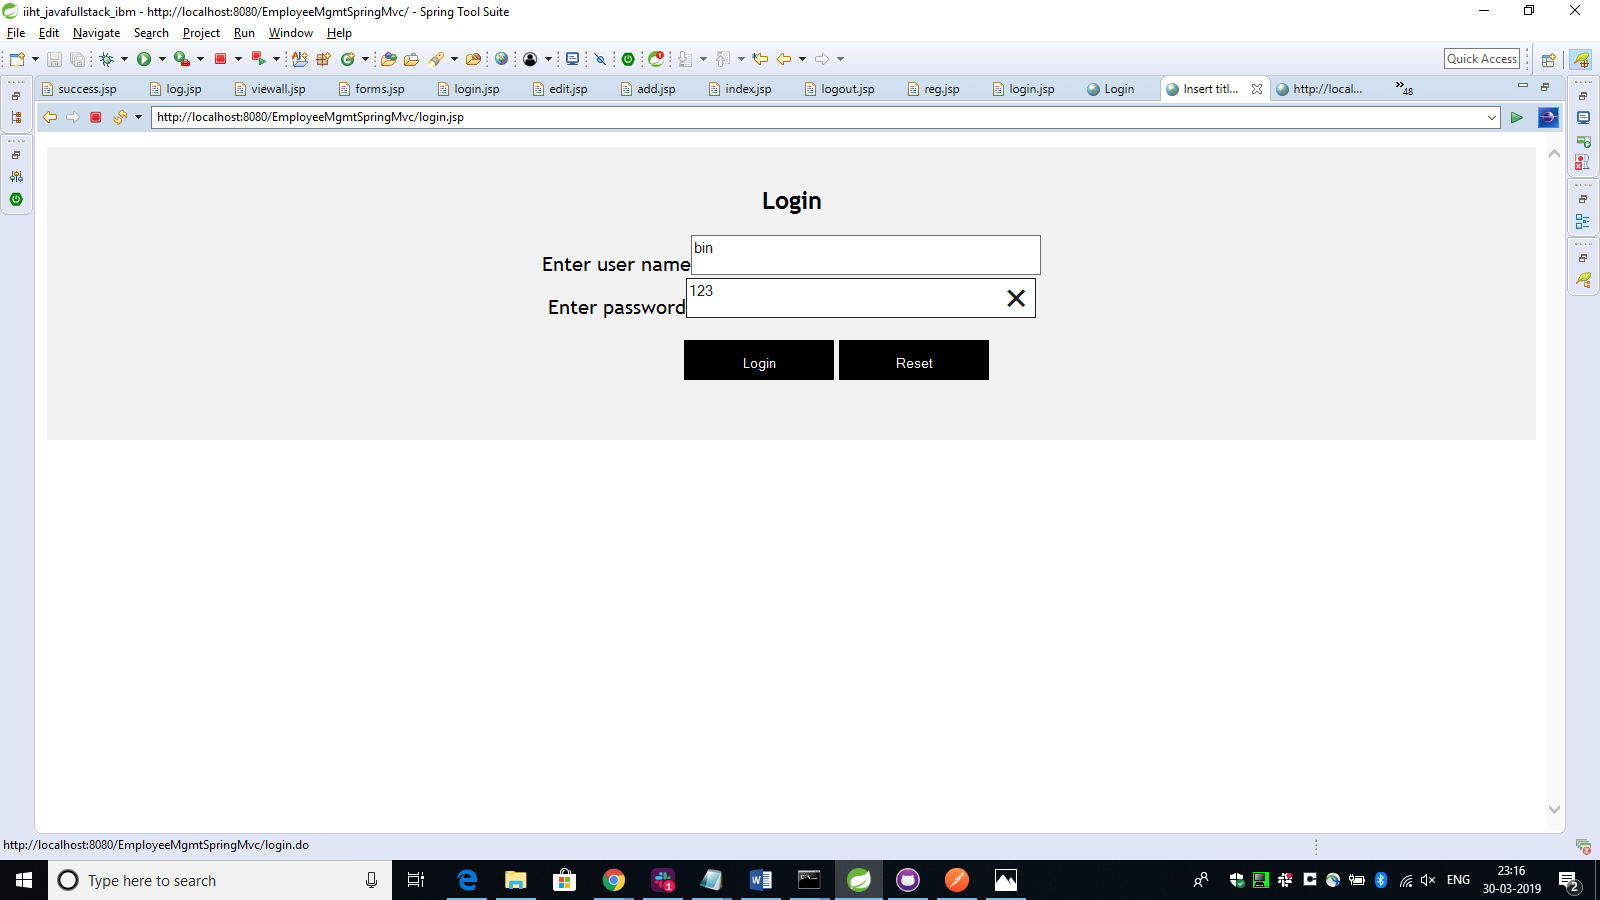 iiht_javafullstack_ibm - http://localhost:8080/EmployeeMgmtSpringMvc/ - Spring Tool Suite
File Edit Navigate Search Project Run Window Help
Quick Access
success.jsp log.jsp viewall.jsp forms.jsp login.jsp edit.jsp add.jsp index.jsp logout.jsp reg.jsp login.jsp Login Insert titl... http://local... »48
http://localhost:8080/EmployeeMgmtSpringMvc/login.jsp
Login
Enter user name bin
Enter password 123
Login Reset
http://localhost:8080/EmployeeMgmtSpringMvc/login.do
Type here to search
1
ENG
23:16
30-03-2019
2